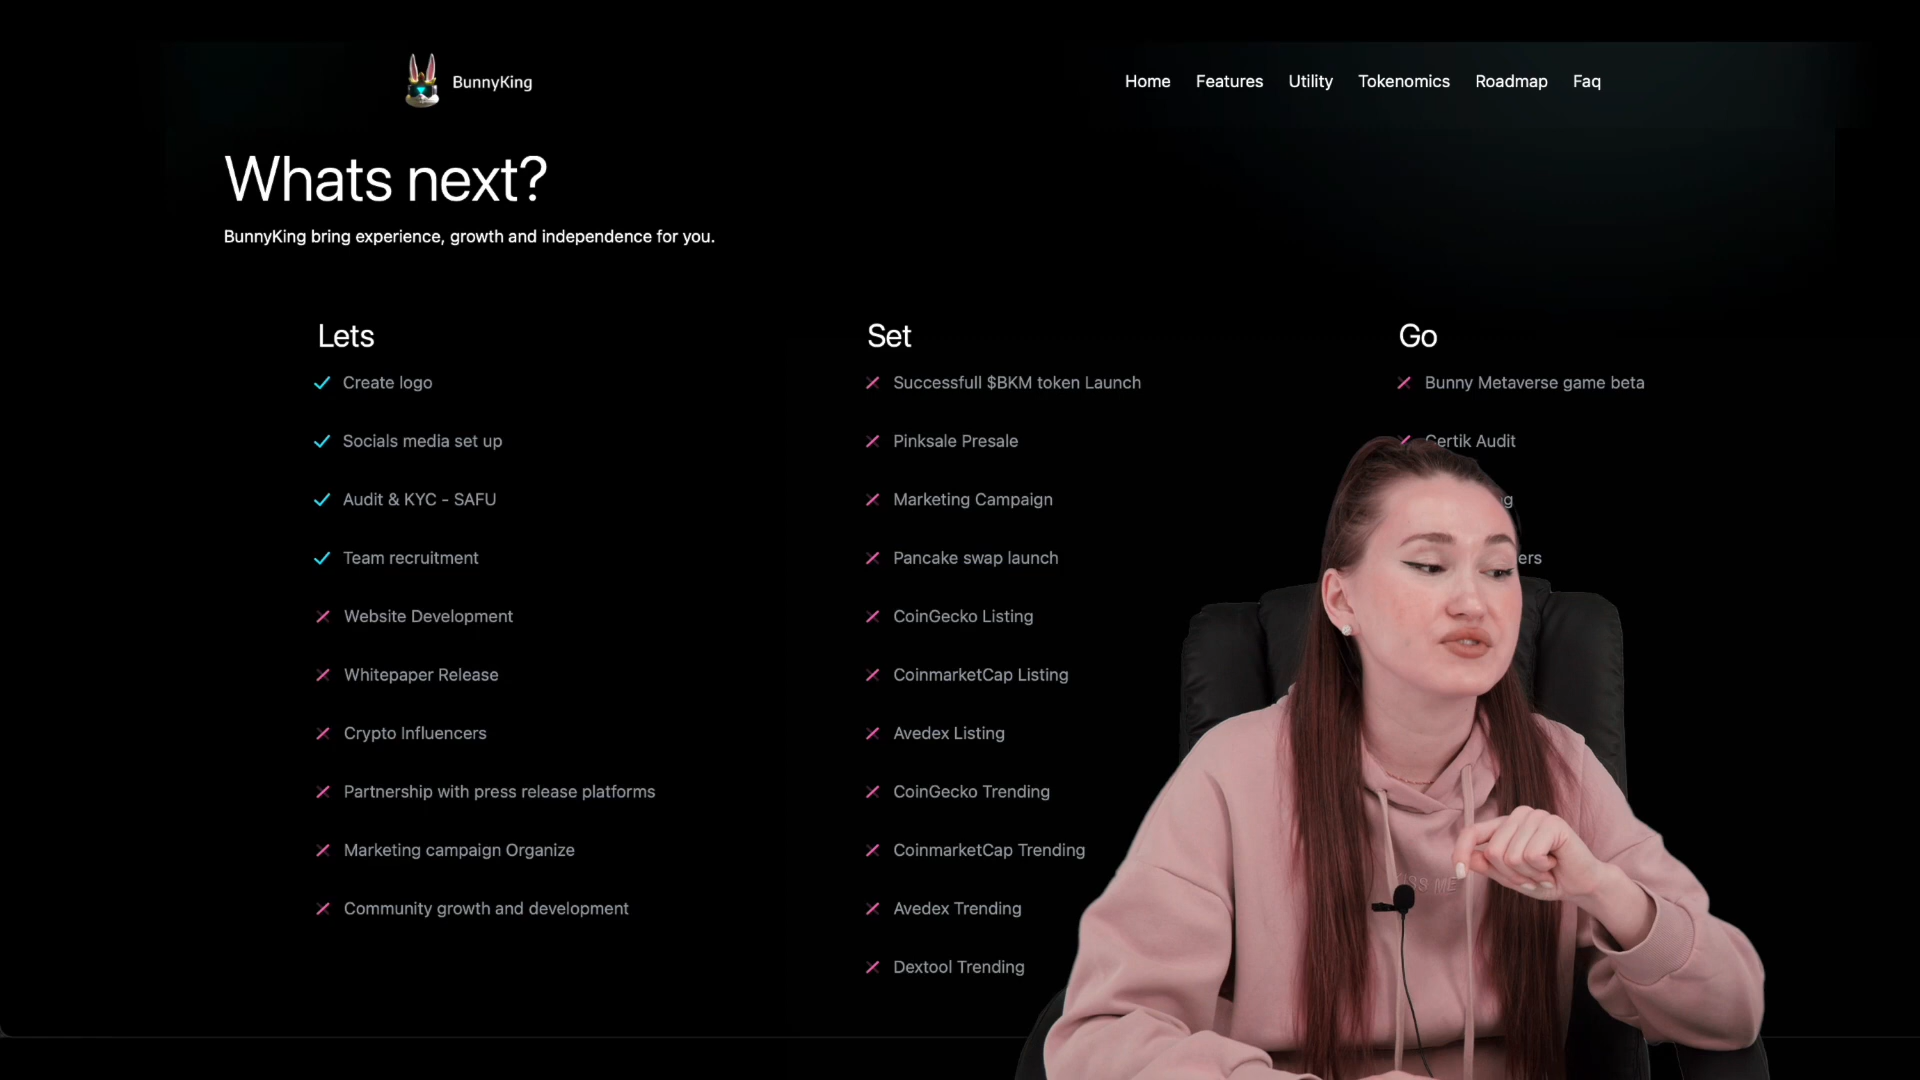 BunnyKing
Home Features Utility Tokenomics Roadmap Faq
Whats next?
BunnyKing bring experience, growth and independence for you.
Lets
Create logo
Socials media set up
Audit & KYC - SAFU
Team recruitment
Website Development
Whitepaper Release
Crypto Influencers
Partnership with press release platforms
Marketing campaign Organize
Community growth and development
Set
Successfull $BKM token Launch
Pinksale Presale
Marketing Campaign
Pancake swap launch
CoinGecko Listing
CoinmarketCap Listing
Avedex Listing
CoinGecko Trending
CoinmarketCap Trending
Avedex Trending
Dextool Trending
Go
Bunny Metaverse game beta
Certik Audit
KISS ME